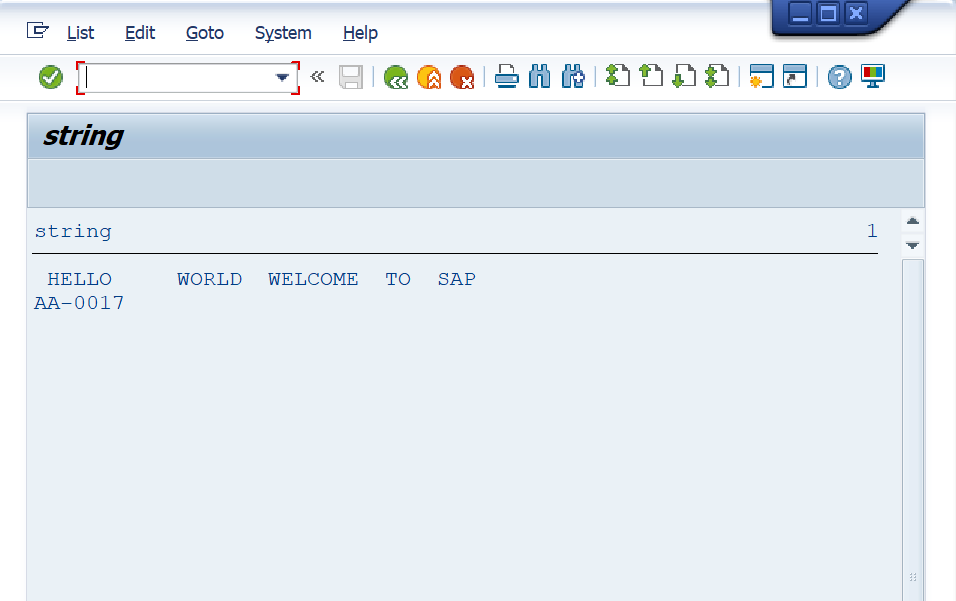 List Edit Goto System Help
string
string 1
HELLO WORLD WELCOME TO SAP
AA-0017